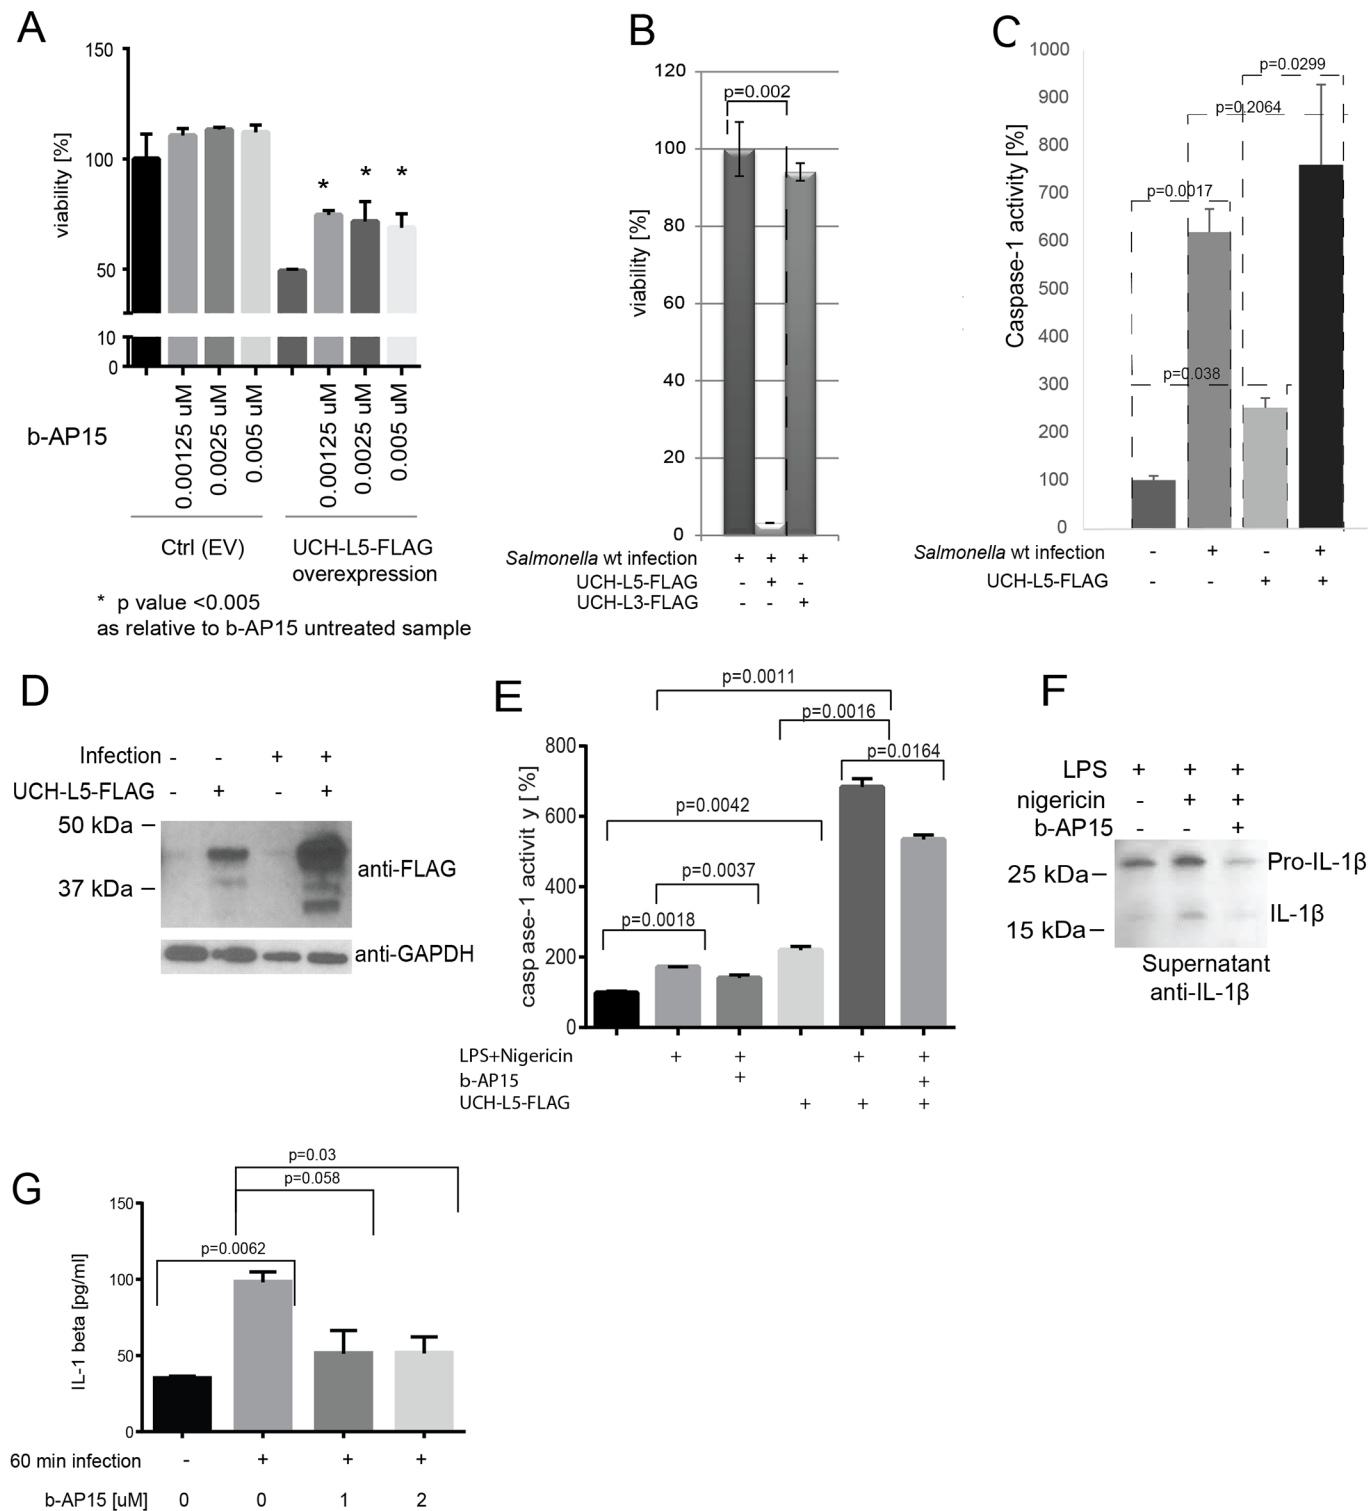 A
150
100
50
10
0
viability [%]
* * *
b-AP15
0.00125 uM
0.0025 uM
0.005 uM
0.00125 uM
0.0025 uM
0.005 uM
Ctrl (EV)
UCH-L5-FLAG
overexpression
* p value <0.005
as relative to b-AP15 untreated sample
B
120
100
80
60
40
20
0
viability [%]
p=0.002
Salmonella wt infection + + +
UCH-L5-FLAG - + -
UCH-L3-FLAG - - +
C
1000
900
800
700
600
500
400
300
200
100
0
Caspase-1 activity [%]
p=0.0299
p=0.2064
p=0.0017
p=0.038
Salmonella wt infection - + - +
UCH-L5-FLAG - - + +
D
Infection - - + +
UCH-L5-FLAG - + - +
50 kDa
37 kDa
anti-FLAG
anti-GAPDH
E
p=0.0011
p=0.0016
p=0.0164
p=0.0042
p=0.0037
p=0.0018
800
600
400
200
0
casp ase-1 activit y [%]
LPS+Nigericin + + + +
b-AP15 + +
UCH-L5-FLAG + + +
F
LPS + + +
nigericin - + +
b-AP15 - - +
25 kDa
15 kDa
Pro-IL-1β
IL-1β
Supernatant
anti-IL-1β
G
p=0.03
p=0.058
p=0.0062
150
100
50
0
IL-1 beta [pg/ml]
60 min infection - + + +
b-AP15 [uM] 0 0 1 2